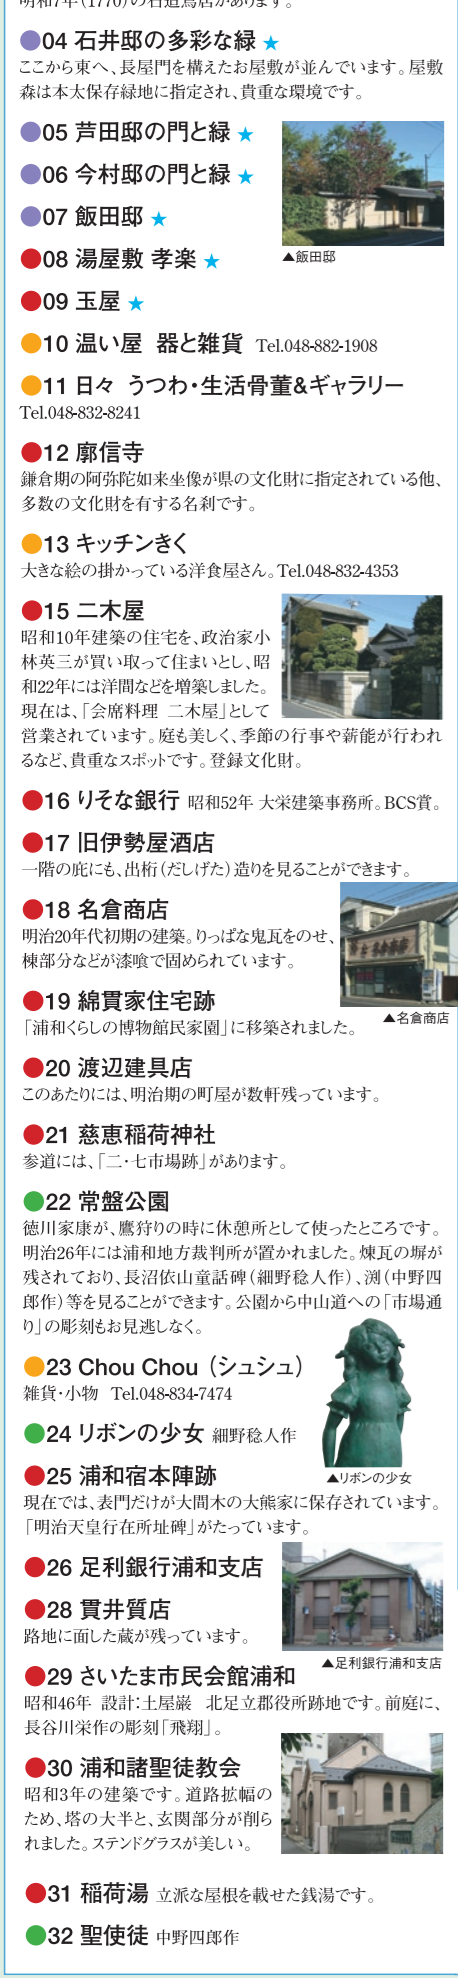 明和7年（1770）の石造鳥居があります。
●04 石井邸の多彩な緑 ★
ここから東へ、長屋門を構えたお屋敷が並んでいます。屋敷
森は本太保存緑地に指定され、貴重な環境です。
●05 芦田邸の門と緑 ★
●06 今村邸の門と緑 ★
●07 飯田邸 ★
▲飯田邸
●08 湯屋敷 孝楽 ★
●09 玉屋 ★
●10 温い屋 器と雑貨 Tel.048-882-1908
●11 日々 うつわ・生活骨董&ギャラリー
Tel.048-832-8241
●12 廓信寺
鎌倉期の阿弥陀如来坐像が県の文化財に指定されている他、
多数の文化財を有する名刹です。
●13 キッチンきく
大きな絵の掛かっている洋食屋さん。Tel.048-832-4353
●15 二木屋
昭和10年建築の住宅を、政治家小
林英三が買い取って住まいとし、昭
和22年には洋間などを増築しました。
現在は、「会席料理 二木屋」として
営業されています。庭も美しく、季節の行事や薪能が行われ
るなど、貴重なスポットです。登録文化財。
●16 りそな銀行 昭和52年 大栄建築事務所。BCS賞。
●17 旧伊勢屋酒店
一階の庇にも、出桁（だしげた）造りを見ることができます。
●18 名倉商店
明治20年代初期の建築。りっぱな鬼瓦をのせ、
棟部分などが漆喰で固められています。
▲名倉商店
●19 綿貫家住宅跡
「浦和くらしの博物館民家園」に移築されました。
●20 渡辺建具店
このあたりには、明治期の町屋が数軒残っています。
●21 慈恵稲荷神社
参道には、「二・七市場跡」があります。
●22 常盤公園
徳川家康が、鷹狩りの時に休憩所として使ったところです。
明治26年には浦和地方裁判所が置かれました。煉瓦の塀が
残されており、長沼依山童話碑（細野稔人作）、渕（中野四
郎作）等を見ることができます。公園から中山道への「市場通
り」の彫刻もお見逃しなく。
●23 Chou Chou（シュシュ）
雑貨・小物 Tel.048-834-7474
●24 リボンの少女 細野稔人作
▲リボンの少女
●25 浦和宿本陣跡
現在では、表門だけが大間木の大熊家に保存されています。
「明治天皇行在所址碑」がたっています。
●26 足利銀行浦和支店
●28 貫井質店
路地に面した蔵が残っています。
▲足利銀行浦和支店
●29 さいたま市民会館浦和
昭和46年 設計：土屋巌 北足立郡役所跡地です。前庭に、
長谷川栄作の彫刻「飛翔」。
●30 浦和諸聖徒教会
昭和3年の建築です。道路拡幅の
ため、塔の大半と、玄関部分が削ら
れました。ステンドグラスが美しい。
●31 稲荷湯 立派な屋根を載せた銭湯です。
●32 聖使徒 中野四郎作